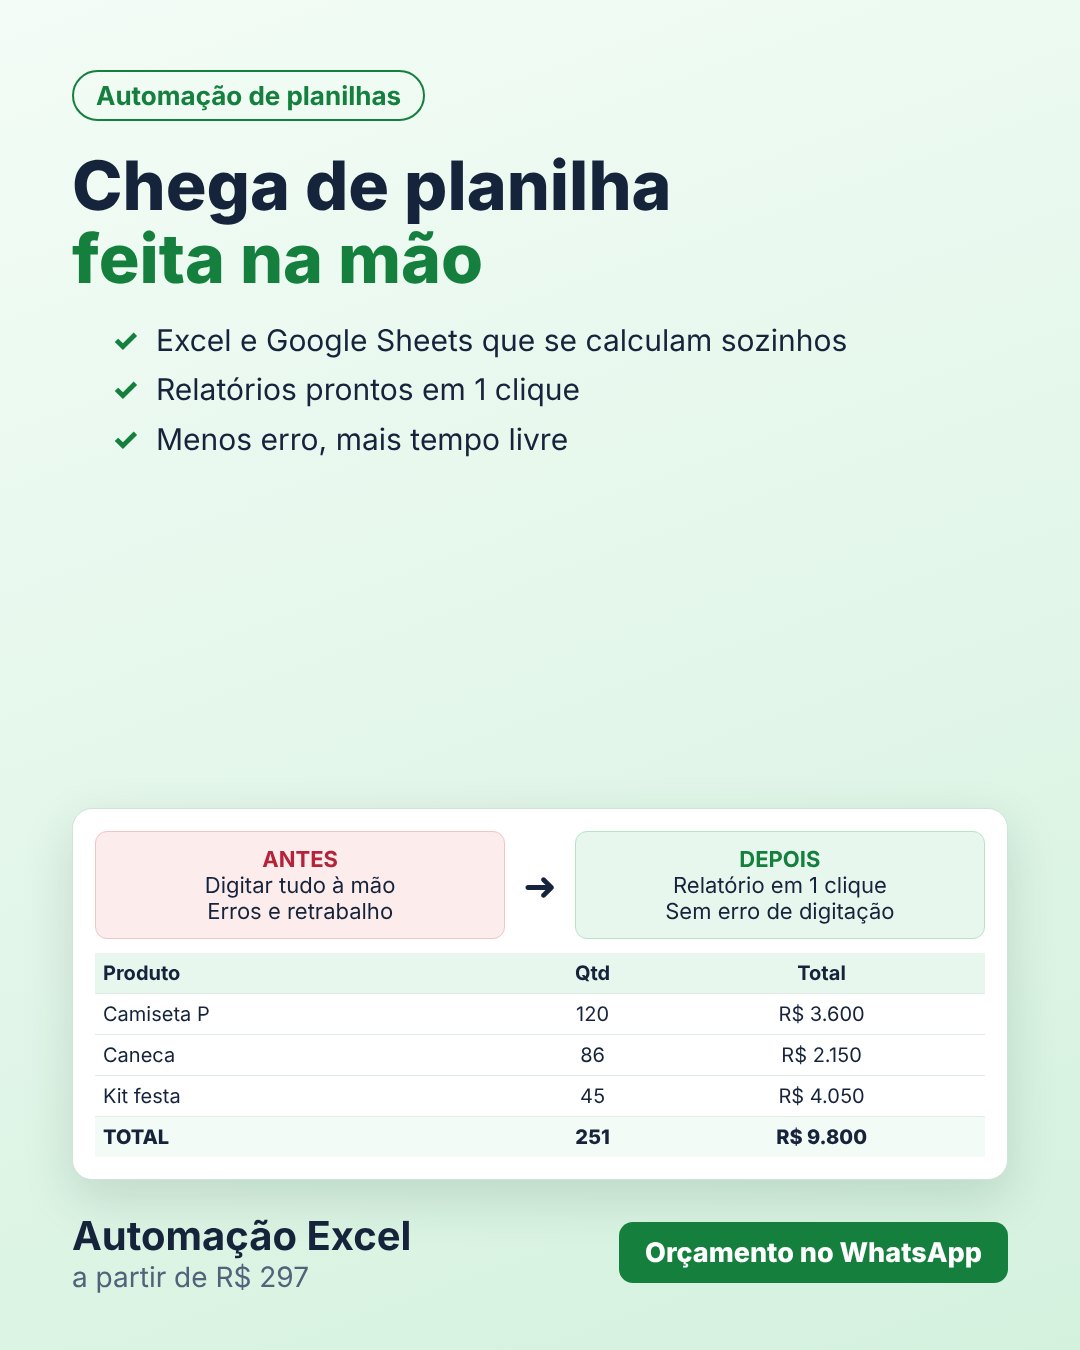 Automação de planilhas
Chega de planilha
feita na mão
Excel e Google Sheets que se calculam sozinhos
Relatórios prontos em 1 clique
Menos erro, mais tempo livre
ANTES
Digitar tudo à mão
Erros e retrabalho
DEPOIS
Relatório em 1 clique
Sem erro de digitação
Produto Qtd Total
Camiseta P 120 R$ 3.600
Caneca 86 R$ 2.150
Kit festa 45 R$ 4.050
TOTAL 251 R$ 9.800
Automação Excel
a partir de R$ 297
Orçamento no WhatsApp